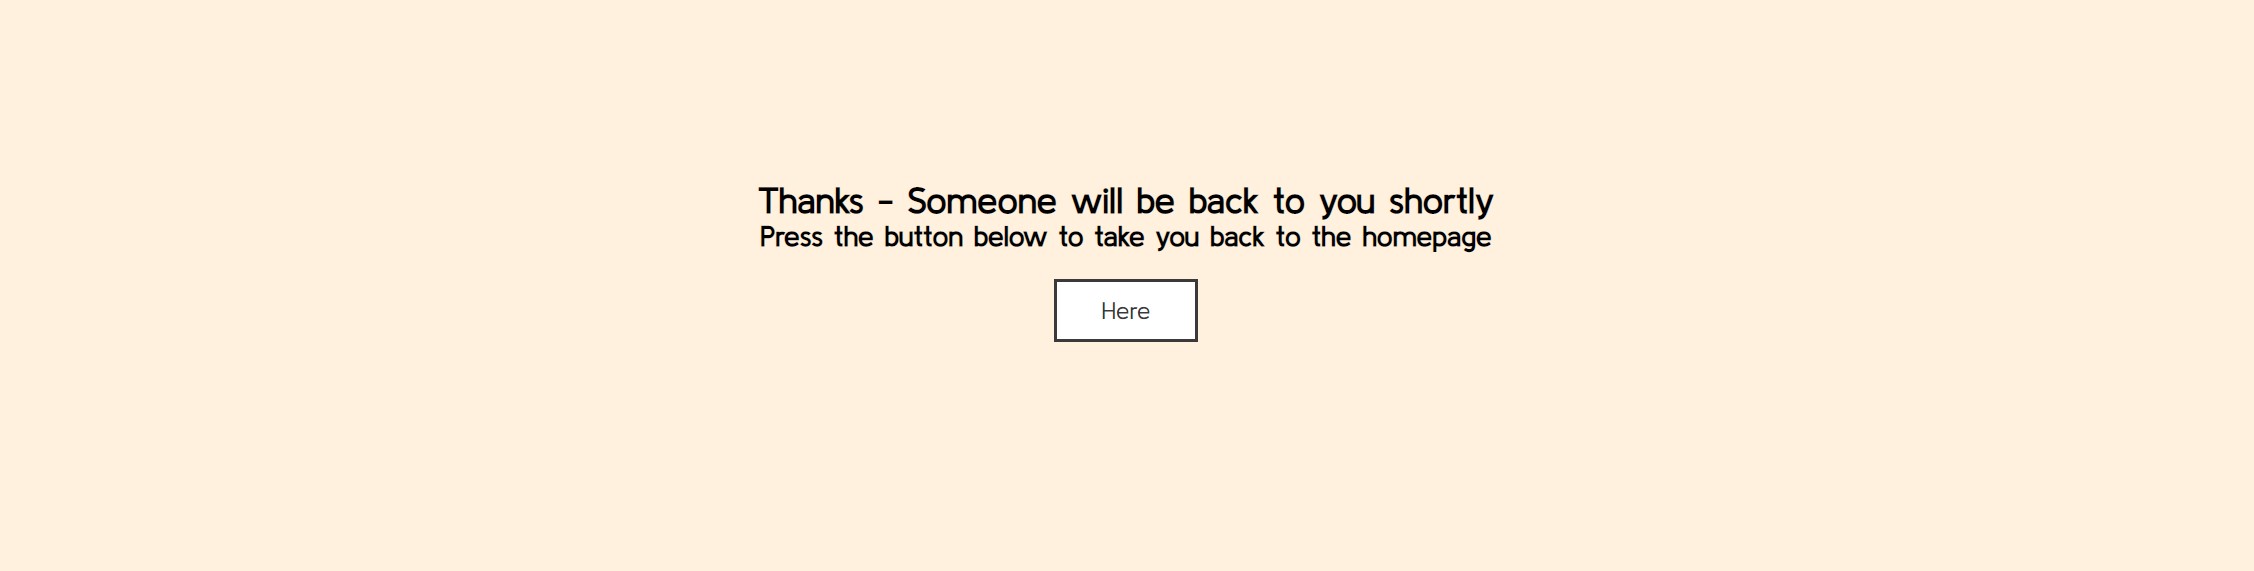 Thanks - Someone will be back to you shortly
Press the button below to take you back to the homepage
Here